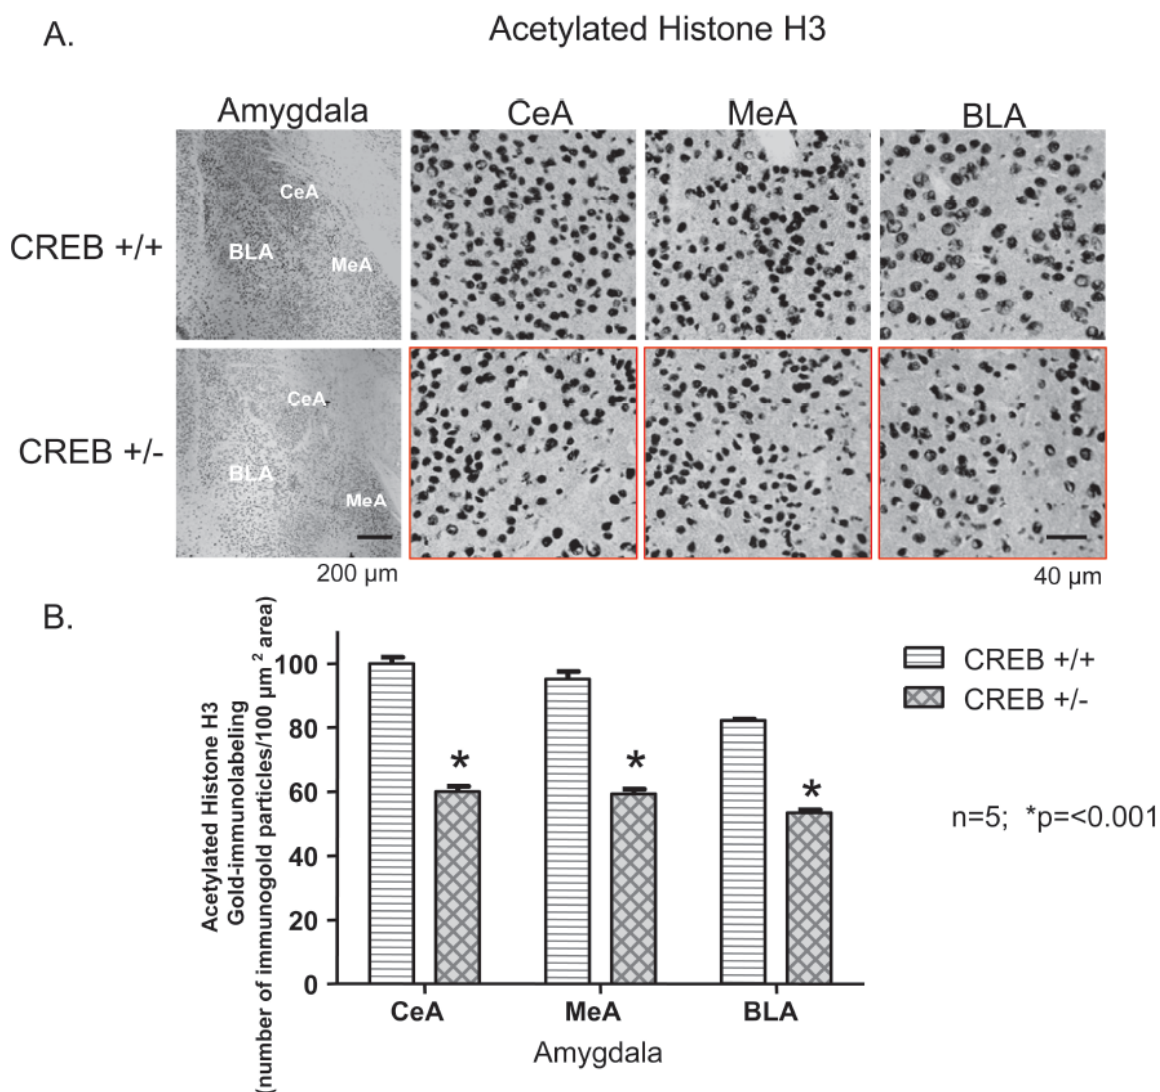 A.
Acetylated Histone H3
Amygdala
CeA
MeA
BLA
CREB +/+
CeA
BLA
MeA
CREB +/-
CeA
BLA
MeA
200 µm
40 µm
B.
Acetylated Histone H3
Gold-immunolabeling
(number of immunogold particles/100 µm² area)
100
80
60
40
20
0
*
*
*
CeA
MeA
BLA
Amygdala
CREB +/+
CREB +/-
n=5; *p=<0.001